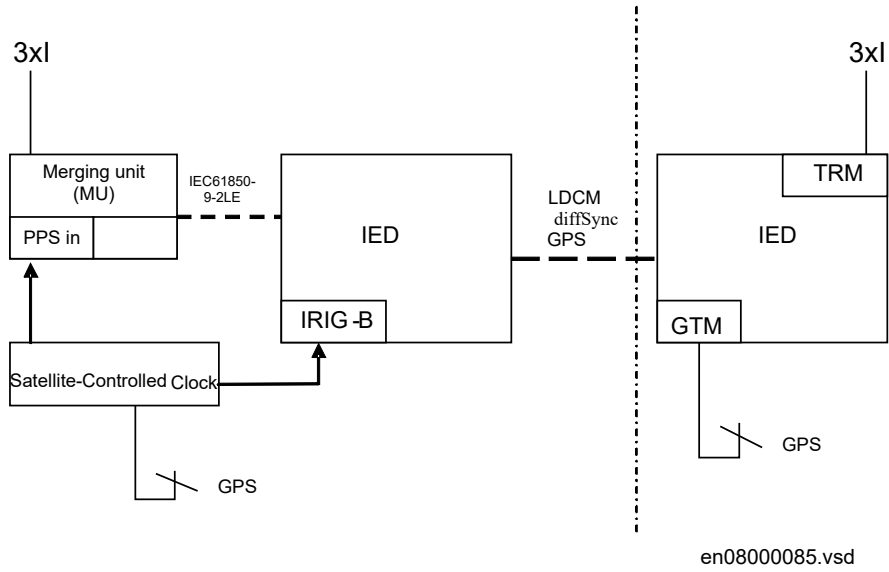 3xI
3xI
Merging unit
(MU)
PPS in
IEC61850-
9-2LE
IED
IRIG -B
LDCM
diffSync
GPS
TRM
IED
GTM
Satellite-Controlled Clock
GPS
GPS
en08000085.vsd